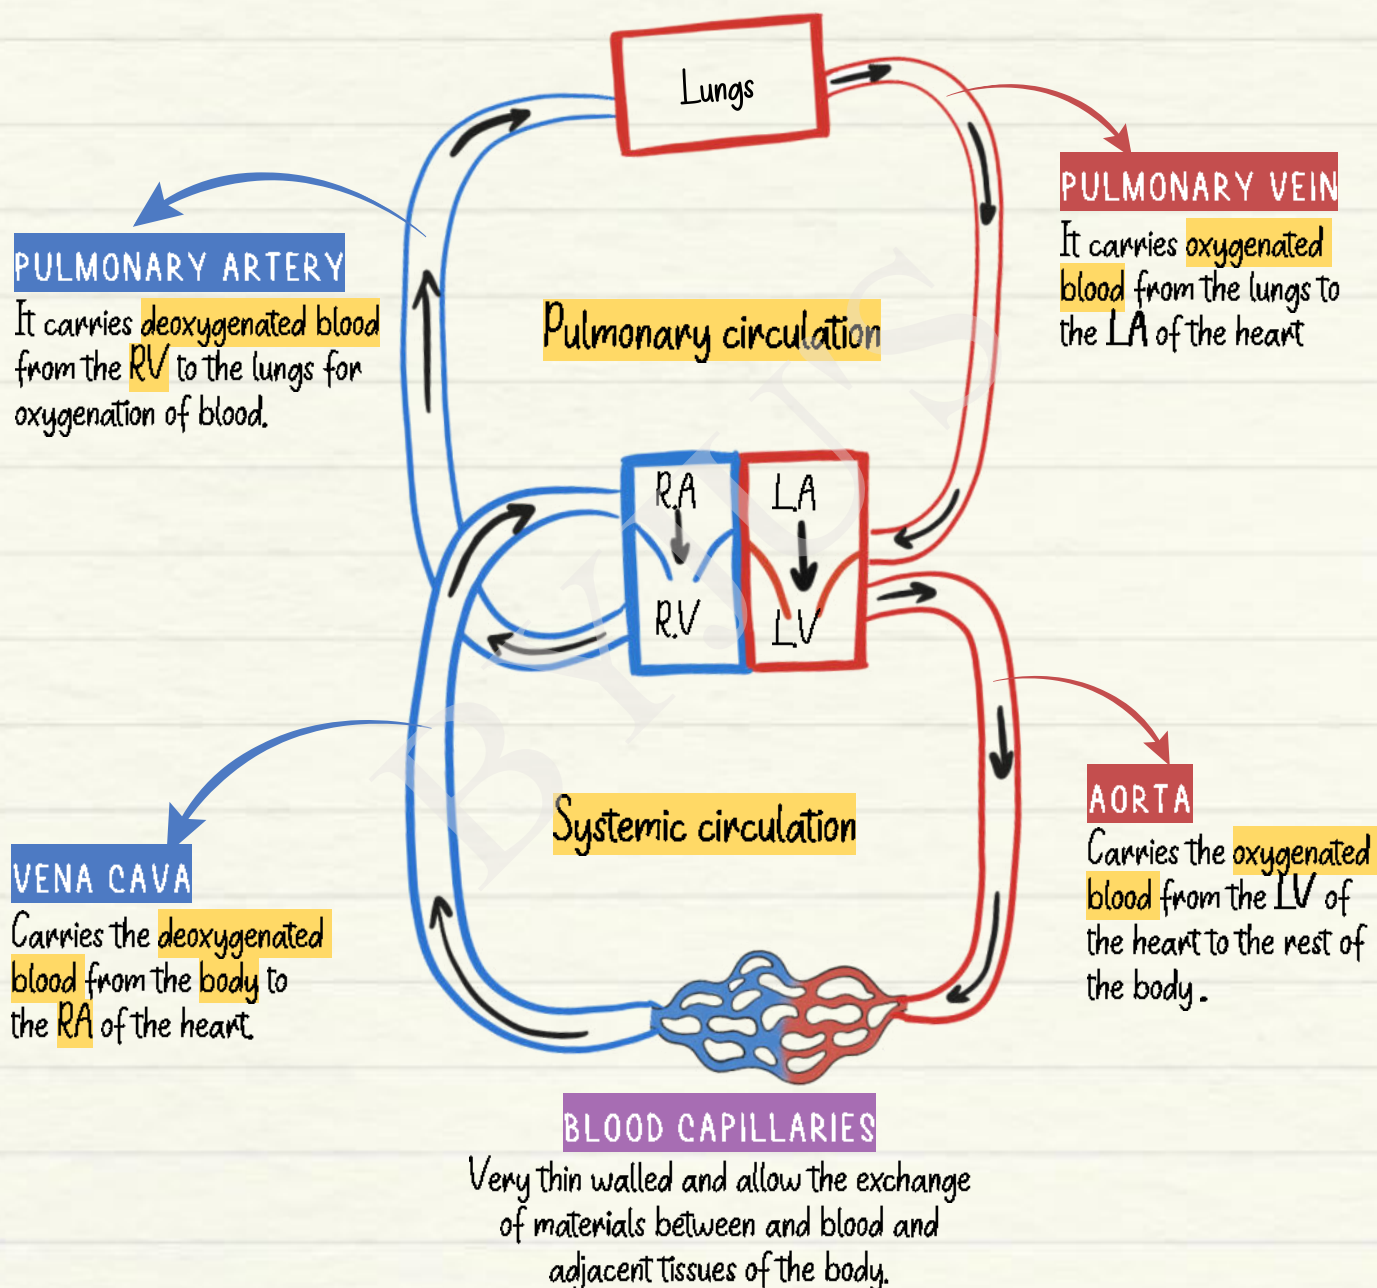 Lungs
PULMONARY VEIN
It carries oxygenated
blood from the lungs to
the LA of the heart
PULMONARY ARTERY
It carries deoxygenated blood
from the RV to the lungs for
oxygenation of blood.
Pulmonary circulation
R.A
L.A
R.V
L.V
BYJU'S
Systemic circulation
AORTA
Carries the oxygenated
blood from the LV of
the heart to the rest of
the body.
VENA CAVA
Carries the deoxygenated
blood from the body to
the RA of the heart.
BLOOD CAPILLARIES
Very thin walled and allow the exchange
of materials between and blood and
adjacent tissues of the body.